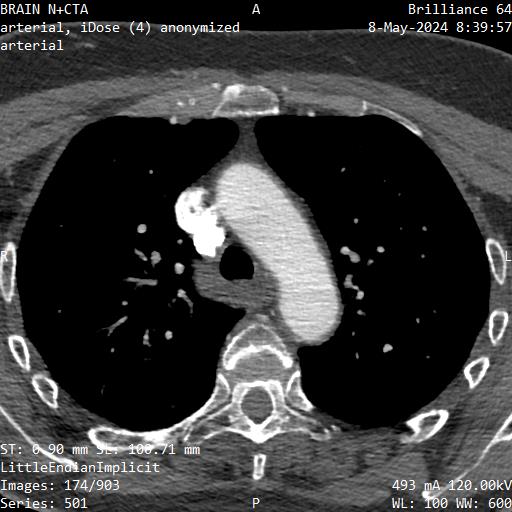 BRAIN N+CTA
A
Brilliance 64
arterial, iDose (4) anonymized
8-May-2024 8:39:57
arterial
R
L
ST: 0.90 mm SL: 106.71 mm
LittleEndianImplicit
Images: 174/903
493 mA 120.00kV
Series: 501
P
WL: 100 WW: 600